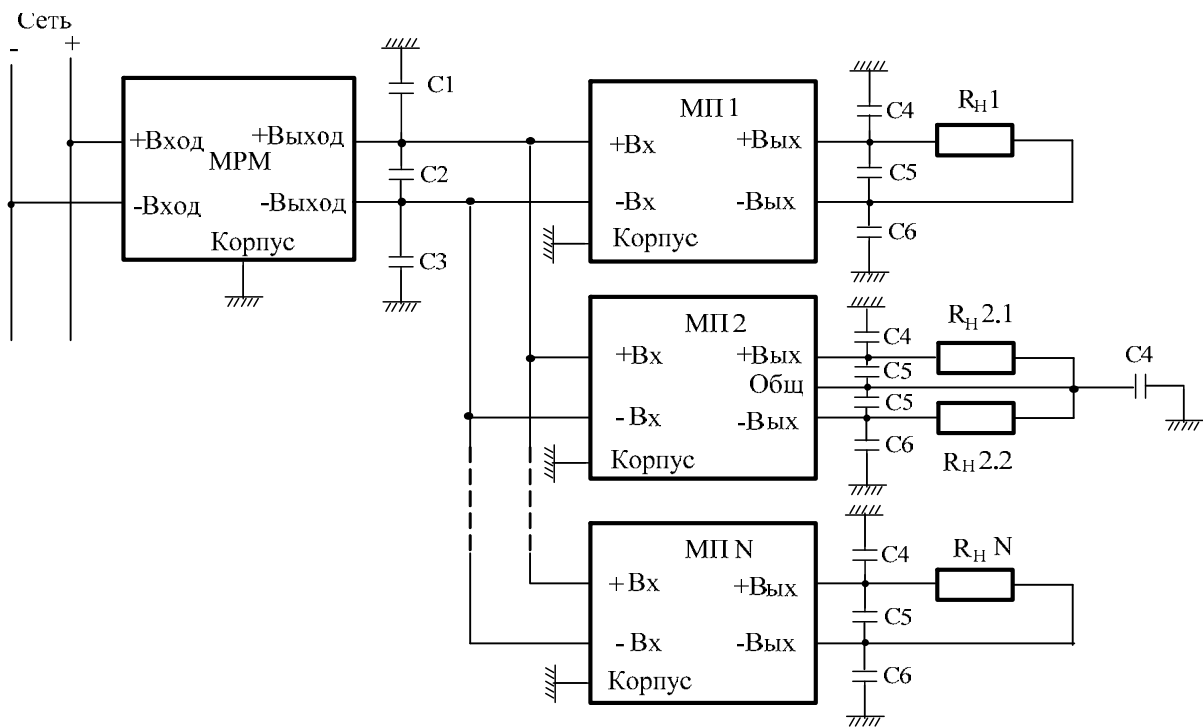 Сеть
- +
+Вход
+Выход
МРМ
-Вход
-Выход
Корпус
C1
C2
C3
МП 1
+Вх
+Вых
-Вх
-Вых
Корпус
C4
C5
C6
RН 1
МП 2
+Вх
+Вых
Общ
- Вх
-Вых
Корпус
C4
C5
C5
C6
RН 2.1
RН 2.2
C4
МП N
+ Вх
+Вых
- Вх
-Вых
Корпус
C4
C5
C6
RН N